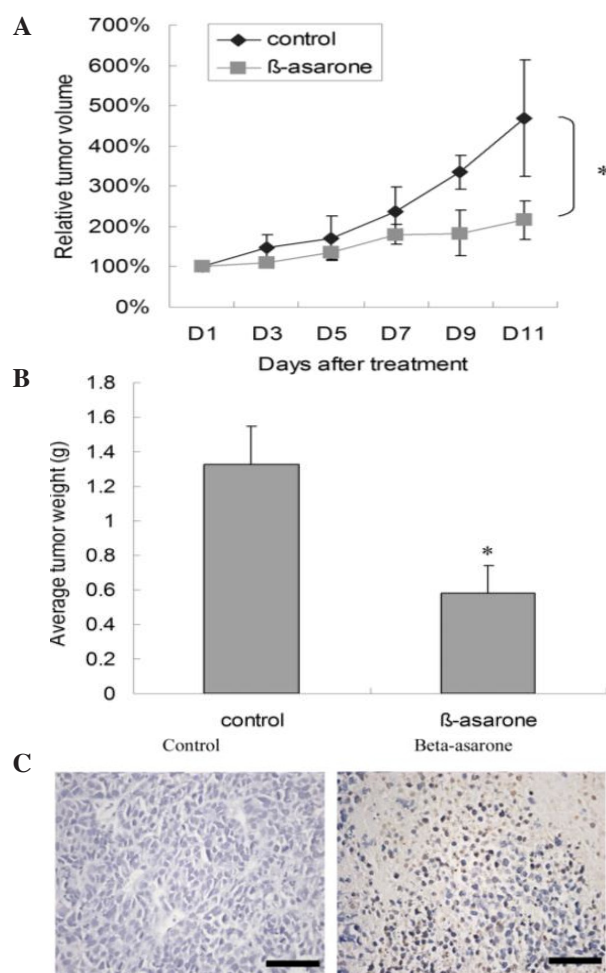 A
700%
600%
500%
400%
300%
200%
100%
0%
Relative tumor volume
control
ß-asarone
*
D1 D3 D5 D7 D9 D11
Days after treatment
B
1.8
1.6
1.4
1.2
1
0.8
0.6
0.4
0.2
0
Average tumor weight (g)
*
control ß-asarone
Control Beta-asarone
C